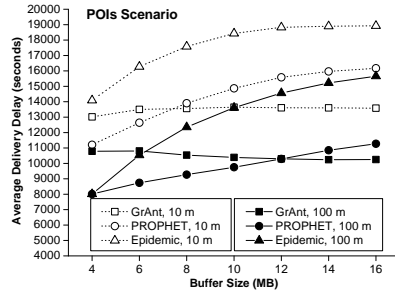 POIs Scenario
Average Delivery Delay (seconds)
20000
19000
18000
17000
16000
15000
14000
13000
12000
11000
10000
9000
8000
7000
6000
5000
4000
GrAnt, 10 m
PROPHET, 10 m
Epidemic, 10 m
GrAnt, 100 m
PROPHET, 100 m
Epidemic, 100 m
4 6 8 10 12 14 16
Buffer Size (MB)